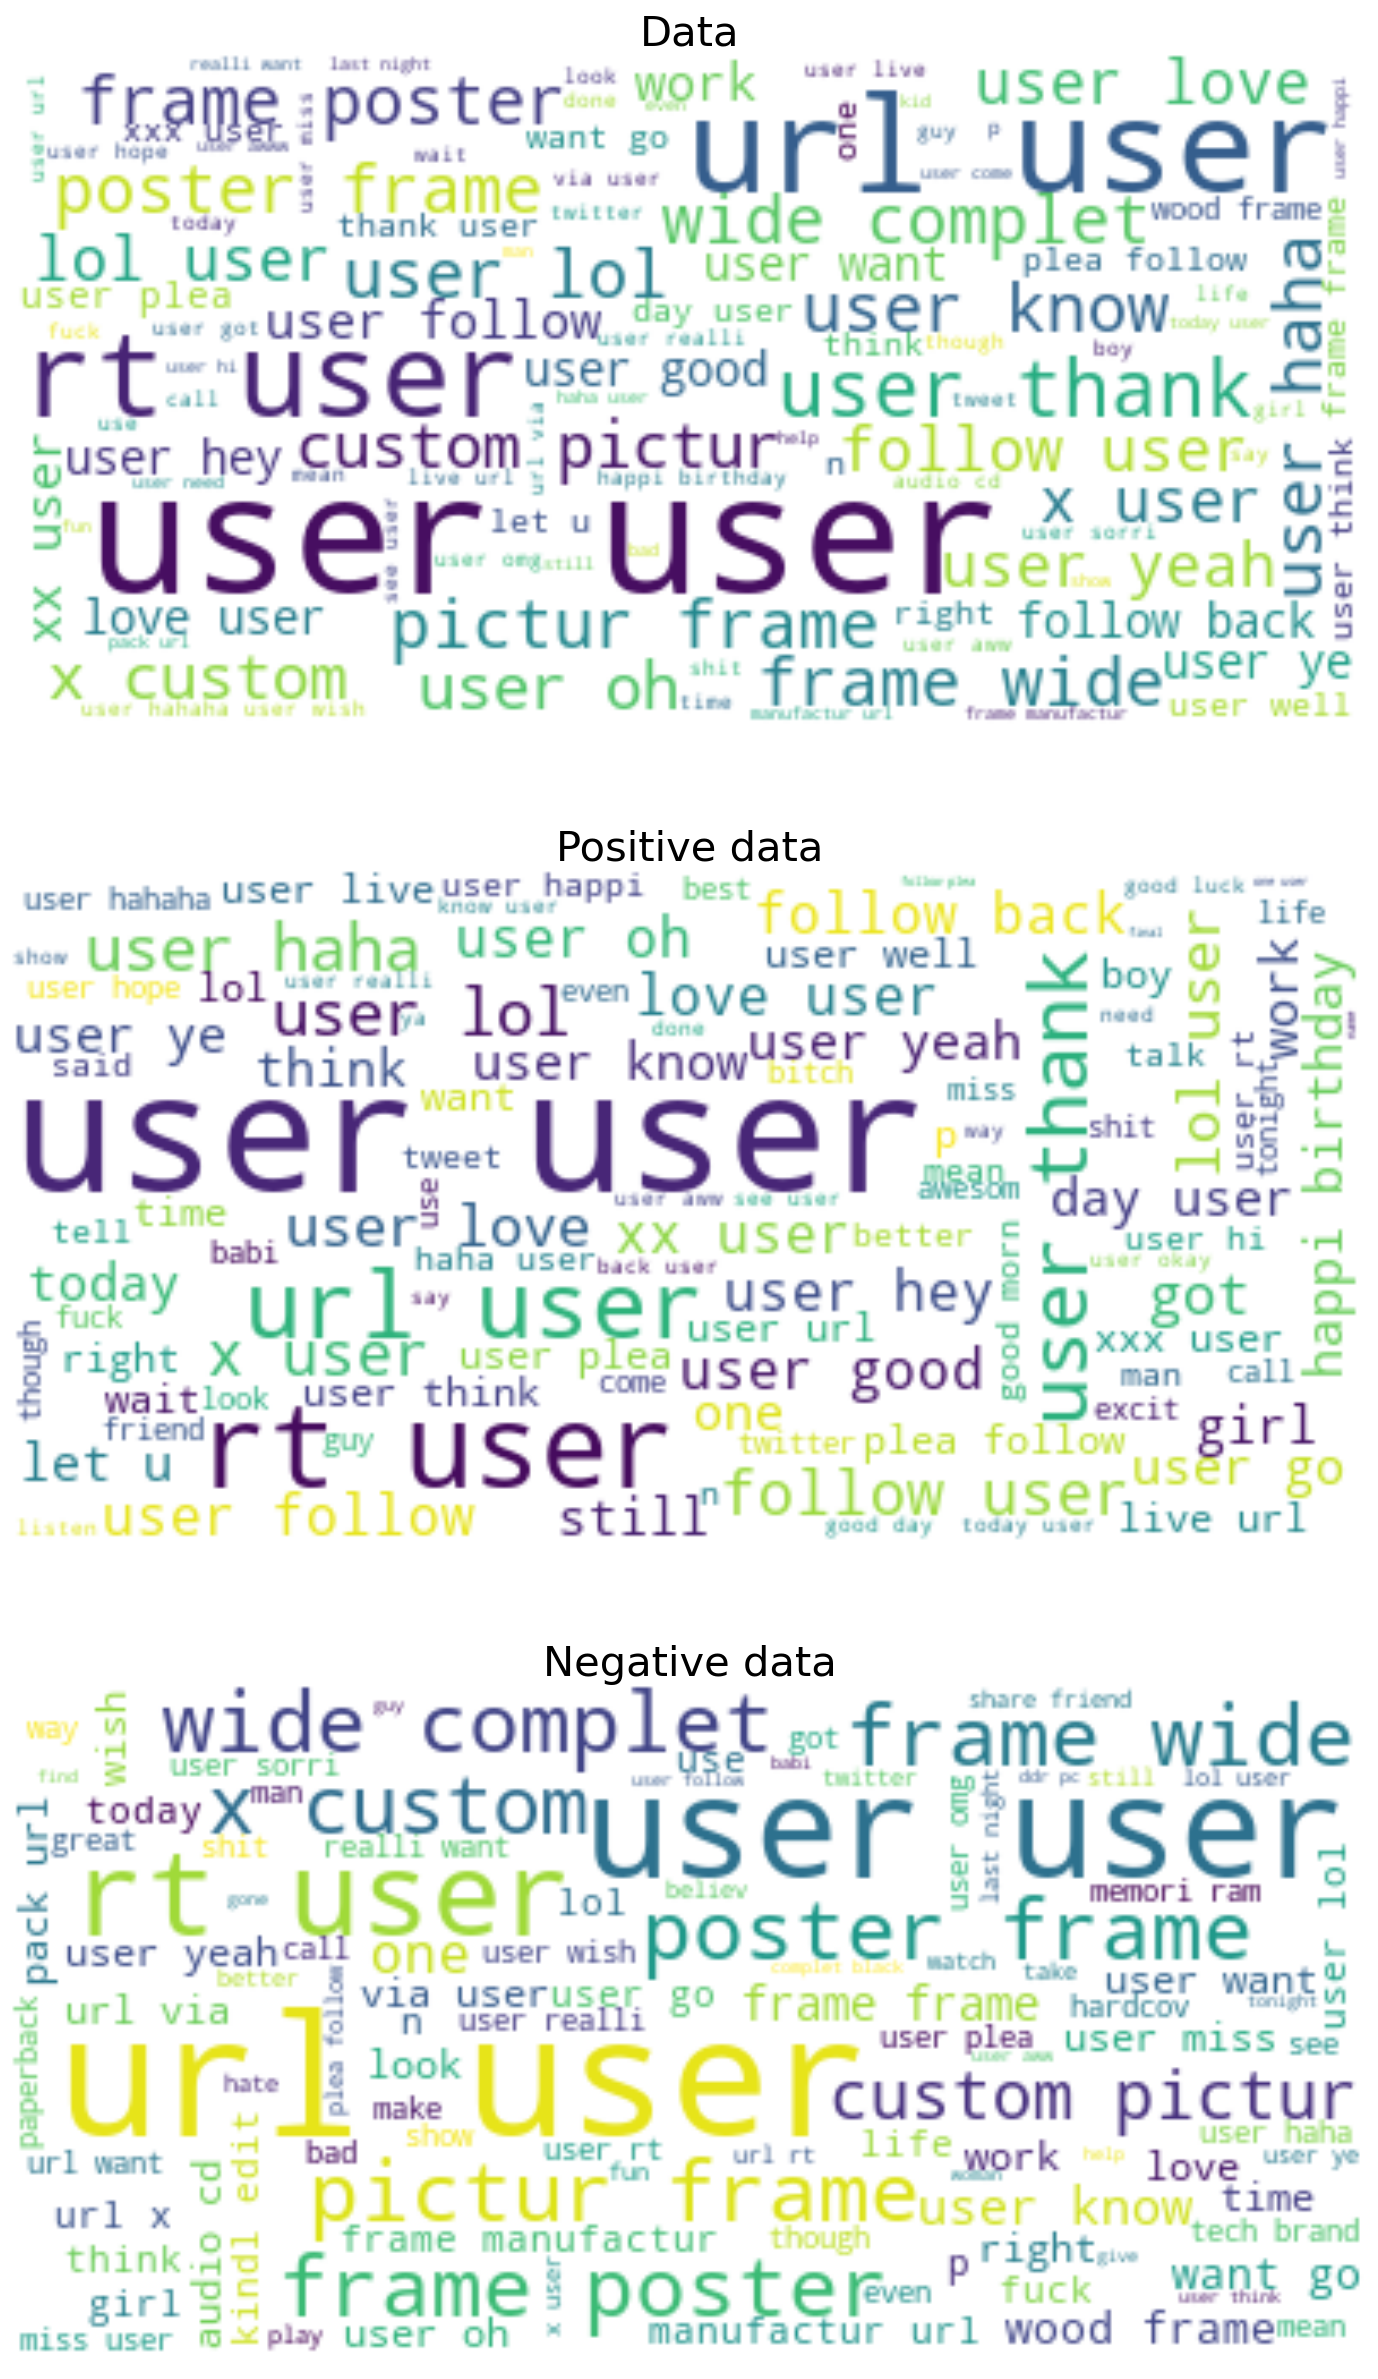 Data
realli want
last night
look
work
user live
user love
user url
frame poster
done
even
one
kid
user happi
xxx user
user miss
want go
url user
guy
p
user hope
user awww
wait
via user
user come
poster frame
twitter
wide complet
wood frame
today
thank user
man
lol user
user lol
user want
plea follow
user haha
frame frame
user plea
day user
user know
life
fuck
user got
user follow
user realli
think
though
today user
boy
rt user
user hi
user good
user thank
tweet
call
haha user
girl
use
url via
user hey
custom pictur
help
n
follow user
say
user need
mean
live url
happi birthday
audio cd
xx user
fun
see user
let u
x user
user think
user user
user omg
still
bad
user sorri
user yeah
show
love user
pictur frame
right
follow back
pack url
user aww
x custom
user oh
shit
frame wide
user ye
user hahaha
user wish
time
manufactur url
frame manufactur
user well
Positive data
user hahaha
user live
user happi
best
follow plea
good luck
one user
know user
follow back
final
life
show
user haha
user oh
user well
user thank
boy
lol user
work
happi birthday
user hope
lol
user realli
even
love user
need
user lol
ya
done
user ye
said
think
user know
user yeah
bitch
talk
user rt
tonight
want
miss
user user
p
way
shit
tweet
mean
awesom
use
user aww
see user
day user
time
tell
user love
xx user
better
good morn
user hi
babi
haha user
back user
user okay
today
url user
say
user hey
got
fuck
user url
xxx user
though
right
x user
user plea
user good
man
call
wait
look
user think
come
one
excit
girl
friend
rt user
guy
twitter
plea follow
let u
user go
listen
user follow
still
n
follow user
good day
today user
live url
Negative data
way
wish
wide complet
guy
share friend
use
got
frame wide
find
user sorri
babi
user follow
twitter
user omg
last night
ddr pc
still
lol user
pack url
today
x custom
man
user user
great
shit
realli want
user lol
rt user
gone
lol
believ
memori ram
poster frame
user yeah
call
one
user wish
better
complet black
watch
take
user want
paperback
url via
plea follow
via user
n
user go
user realli
frame frame
hardcov
tonight
url user
look
user plea
user aww
user miss
see
hate
make
custom pictur
show
user haha
url want
audio cd
kindl edit
bad
user rt
fun
url rt
life
work
woman
help
love
user ye
url x
pictur frame
user know
time
think
frame manufactur
though
tech brand
right
give
p
girl
frame poster
x user
even
fuck
want go
user think
miss user
play
user oh
manufactur url
wood frame
mean